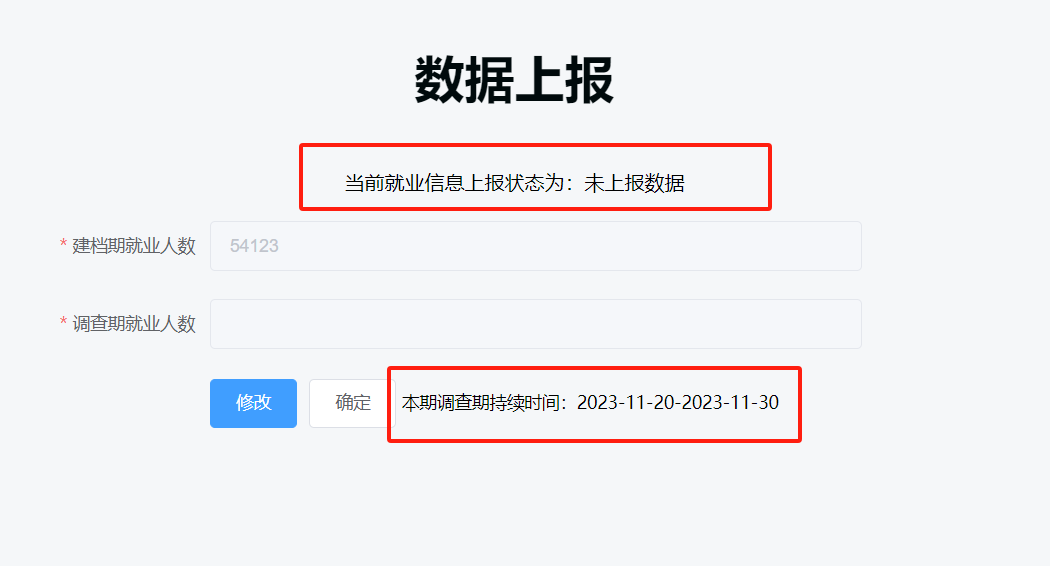 数据上报
当前就业信息上报状态为：未上报数据
* 建档期就业人数 54123
* 调查期就业人数
修改 确定 本期调查期持续时间：2023-11-20-2023-11-30